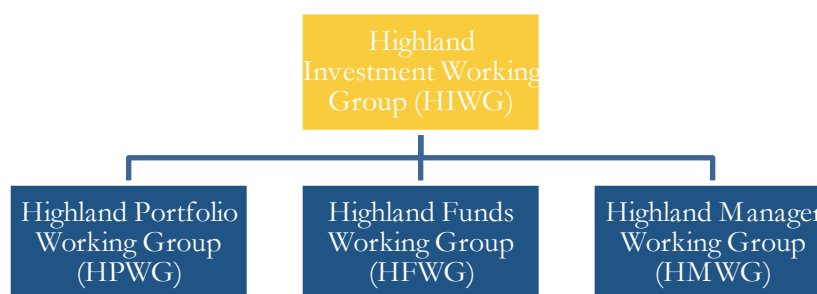 Highland
Investment Working
Group (HIWG)
Highland Portfolio
Working Group
(HPWG)
Highland Funds
Working Group
(HFWG)
Highland Manager
Working Group
(HMWG)